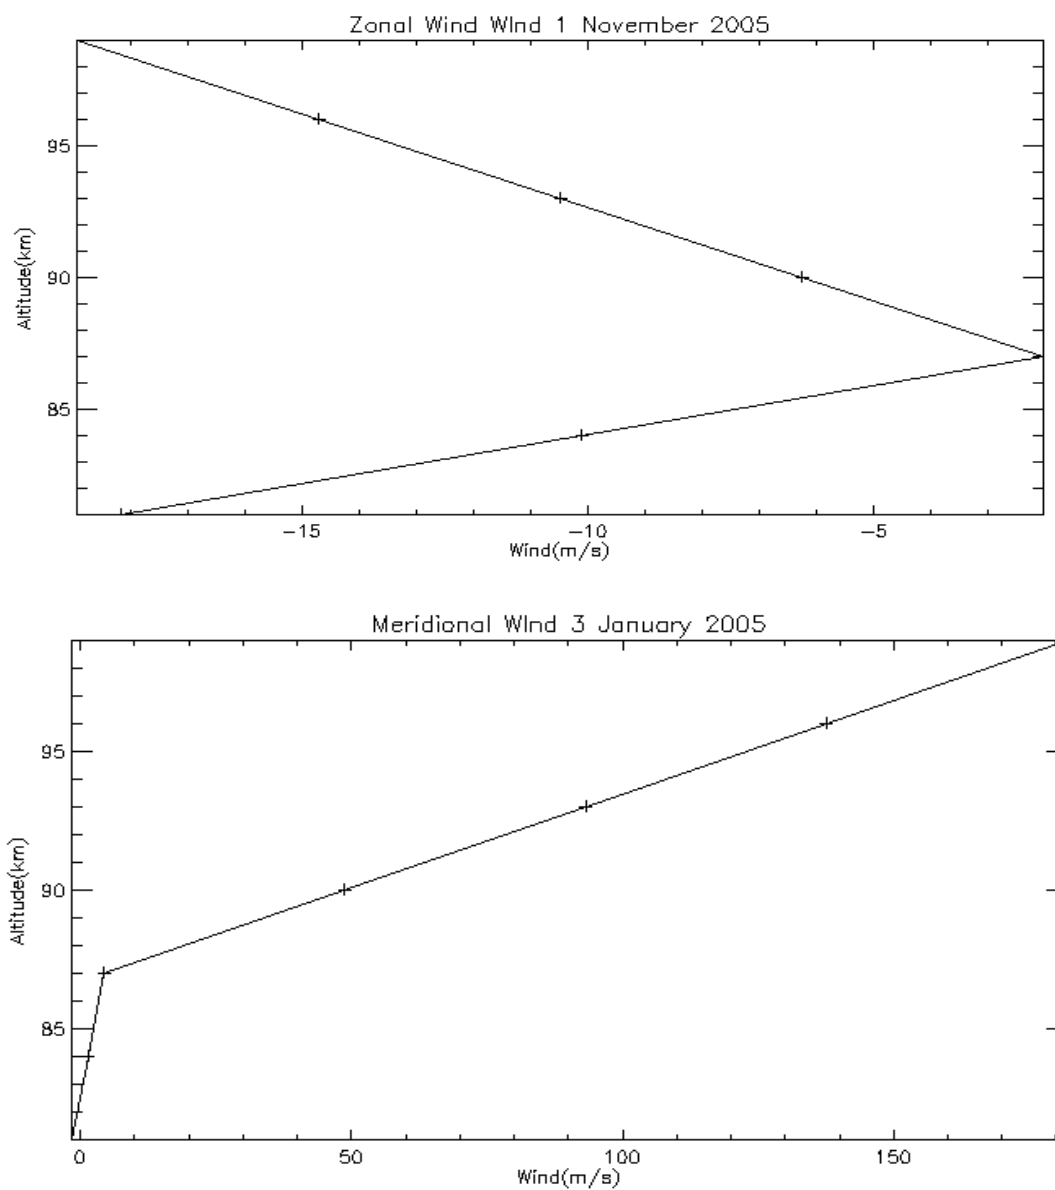 Zonal Wind WInd 1 November 2005
95
90
85
Altitude(km)
−15 −10 −5
Wind(m/s)
Meridional WInd 3 January 2005
95
90
85
Altitude(km)
0 50 100 150
Wind(m/s)